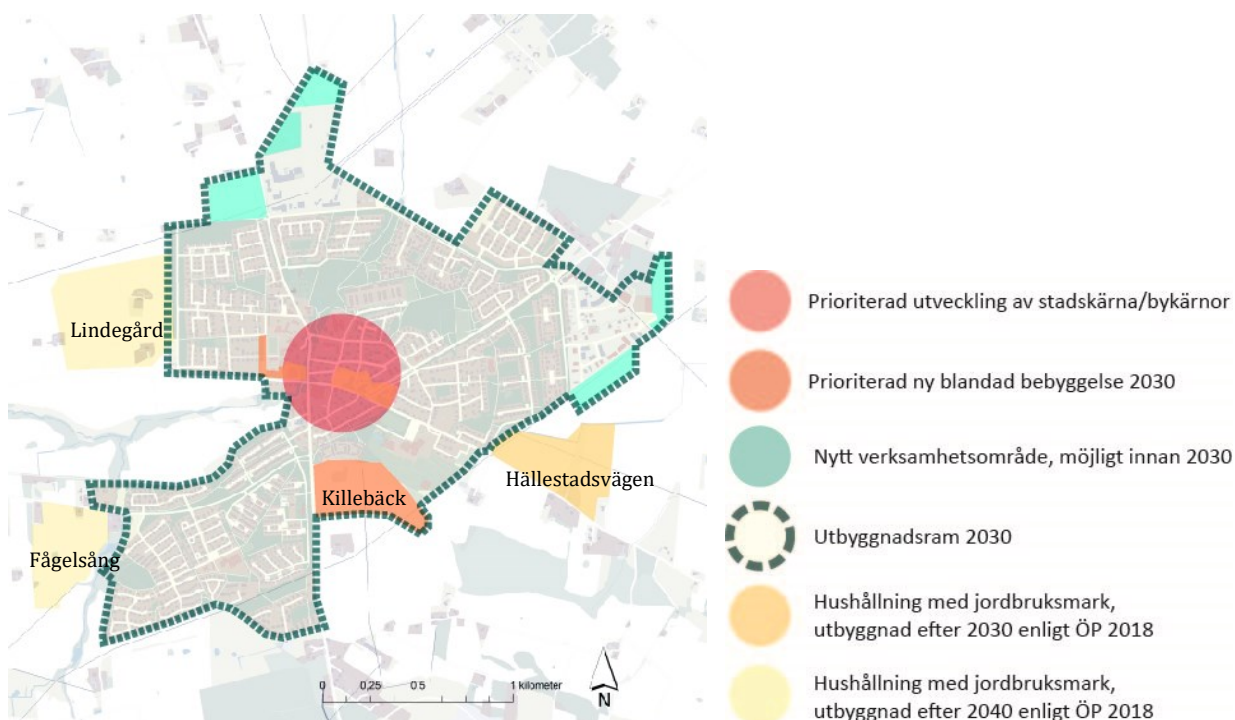 Lindegård
Killebäck
Hällestadsvägen
Fågelsång
0 0,25 0 5 1 kilometer
N
Prioriterad utveckling av stadskärna/bykärnor
Prioriterad ny blandad bebyggelse 2030
Nytt verksamhetsområde, möjligt innan 2030
Utbyggnadsram 2030
Hushållning med jordbruksmark,
utbyggnad efter 2030 enligt ÖP 2018
Hushållning med jordbruksmark,
utbyggnad efter 2040 enligt ÖP 2018